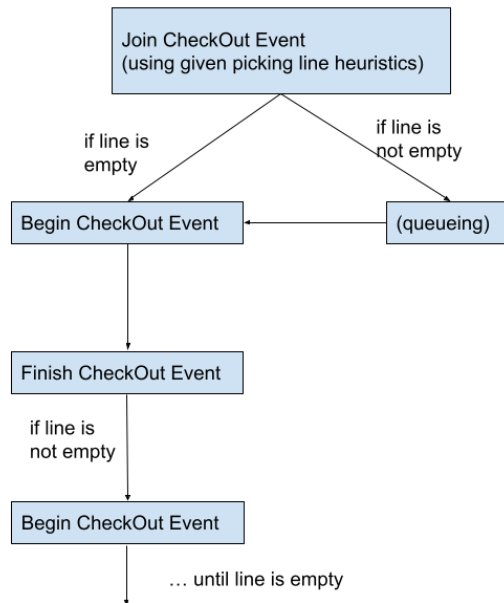 Join CheckOut Event
(using given picking line heuristics)
if line is
empty
if line is
not empty
Begin CheckOut Event
(queueing)
Finish CheckOut Event
if line is
not empty
Begin CheckOut Event
… until line is empty